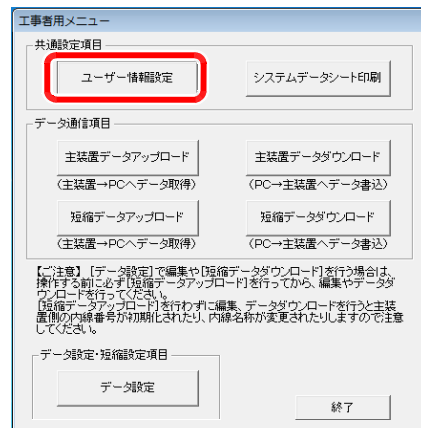 工事者用メニュー
共通設定項目
ユーザー情報設定
システムデータシート印刷
データ通信項目
主装置データアップロード
主装置データダウンロード
(主装置→PCへデータ取得)
(PC→主装置へデータ書込)
短縮データアップロード
短縮データダウンロード
(主装置→PCへデータ取得)
(PC→主装置へデータ書込)
【ご注意】 [データ設定]で編集や[短縮データダウンロード]を行う場合は、
操作する前に必ず[短縮データアップロード]を行ってから、編集やデータダ
ウンロードを行ってください。
[短縮データアップロード]を行わずに編集、データダウンロードを行うと主装
置側の内線番号が初期化されたり、内線名称が変更されたりしますので注意
してください。
データ設定・短縮設定項目
データ設定
終了